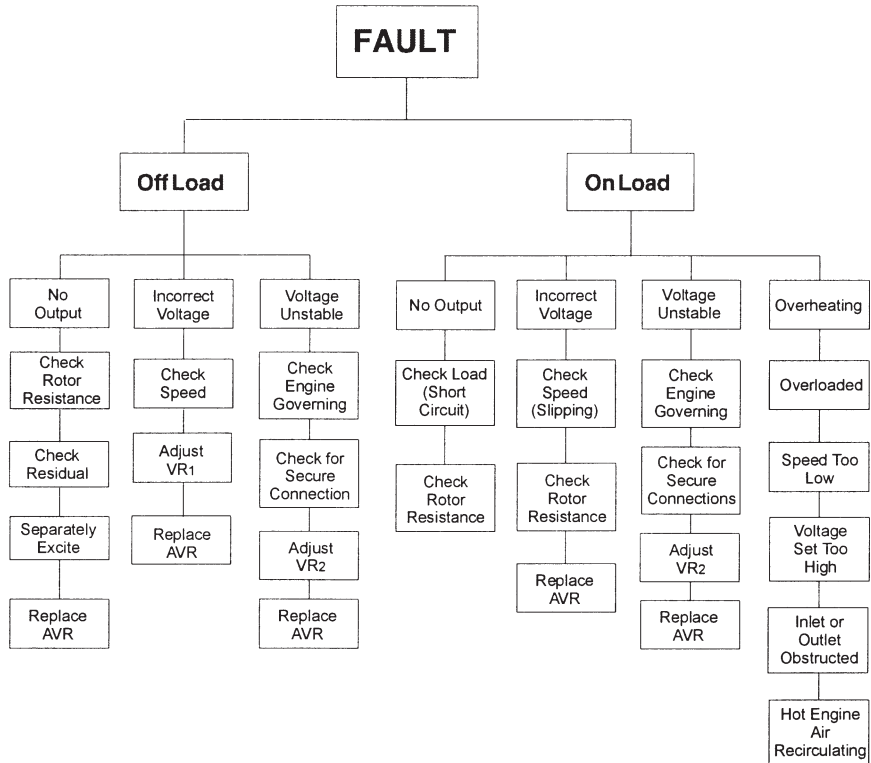 FAULT
Off Load
On Load
No
Output
Check
Rotor
Resistance
Check
Residual
Separately
Excite
Replace
AVR
Incorrect
Voltage
Check
Speed
Adjust
VR1
Replace
AVR
Voltage
Unstable
Check
Engine
Governing
Check for
Secure
Connection
Adjust
VR2
Replace
AVR
No Output
Check Load
(Short
Circuit)
Check
Rotor
Resistance
Incorrect
Voltage
Check
Speed
(Slipping)
Check
Rotor
Resistance
Replace
AVR
Voltage
Unstable
Check
Engine
Governing
Check for
Secure
Connections
Adjust
VR2
Replace
AVR
Overheating
Overloaded
Speed Too
Low
Voltage
Set Too
High
Inlet or
Outlet
Obstructed
Hot Engine
Air
Recirculating